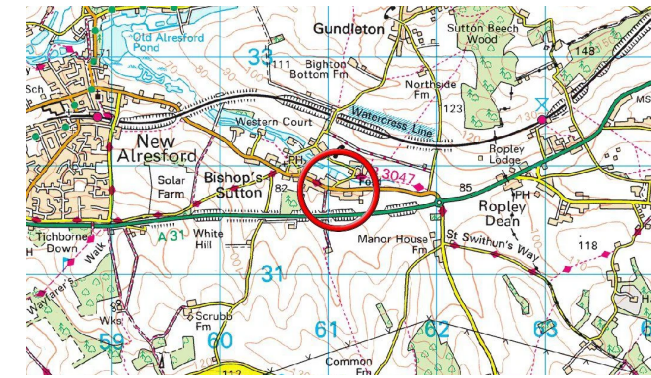 Old Alresford
Pond
71
33
111
Gundleton
Bighton
Bottom Fm
Sutton Beech
Wood
148
Northside
Fm
123
Sch
Western Court
Watercress Line
New
Alresford
PH
Solar
Farm
Bishop's
Sutton
82
B3047
85
Ropley
Lodge
PH
Ropley
Dean
MS
Tichborne
Down
A31
White
Hill
Manor House
Fm
St Swithun's Way
118
31
Wayfarer's Walk
Wks
Scrubb
Fm
59
60
61
62
63
112
Common
Fm